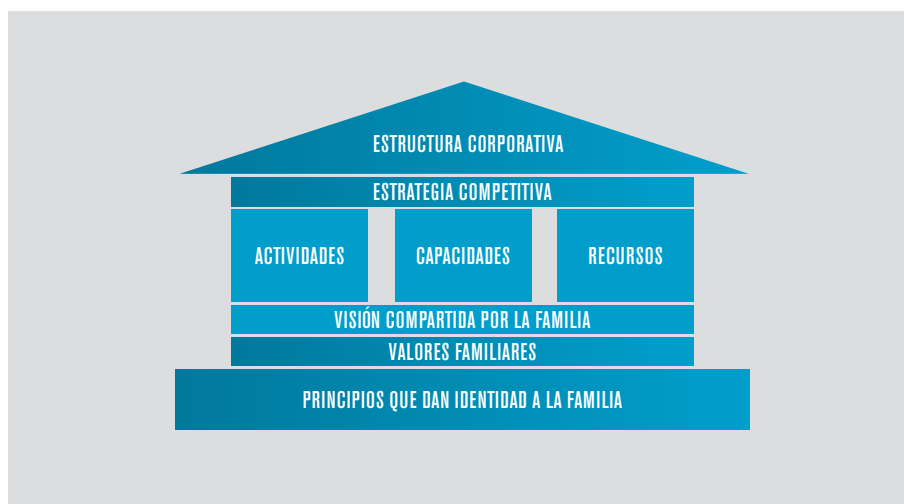 ESTRUCTURA CORPORATIVA
ESTRATEGIA COMPETITIVA
ACTIVIDADES
CAPACIDADES
RECURSOS
VISIÓN COMPARTIDA POR LA FAMILIA
VALORES FAMILIARES
PRINCIPIOS QUE DAN IDENTIDAD A LA FAMILIA